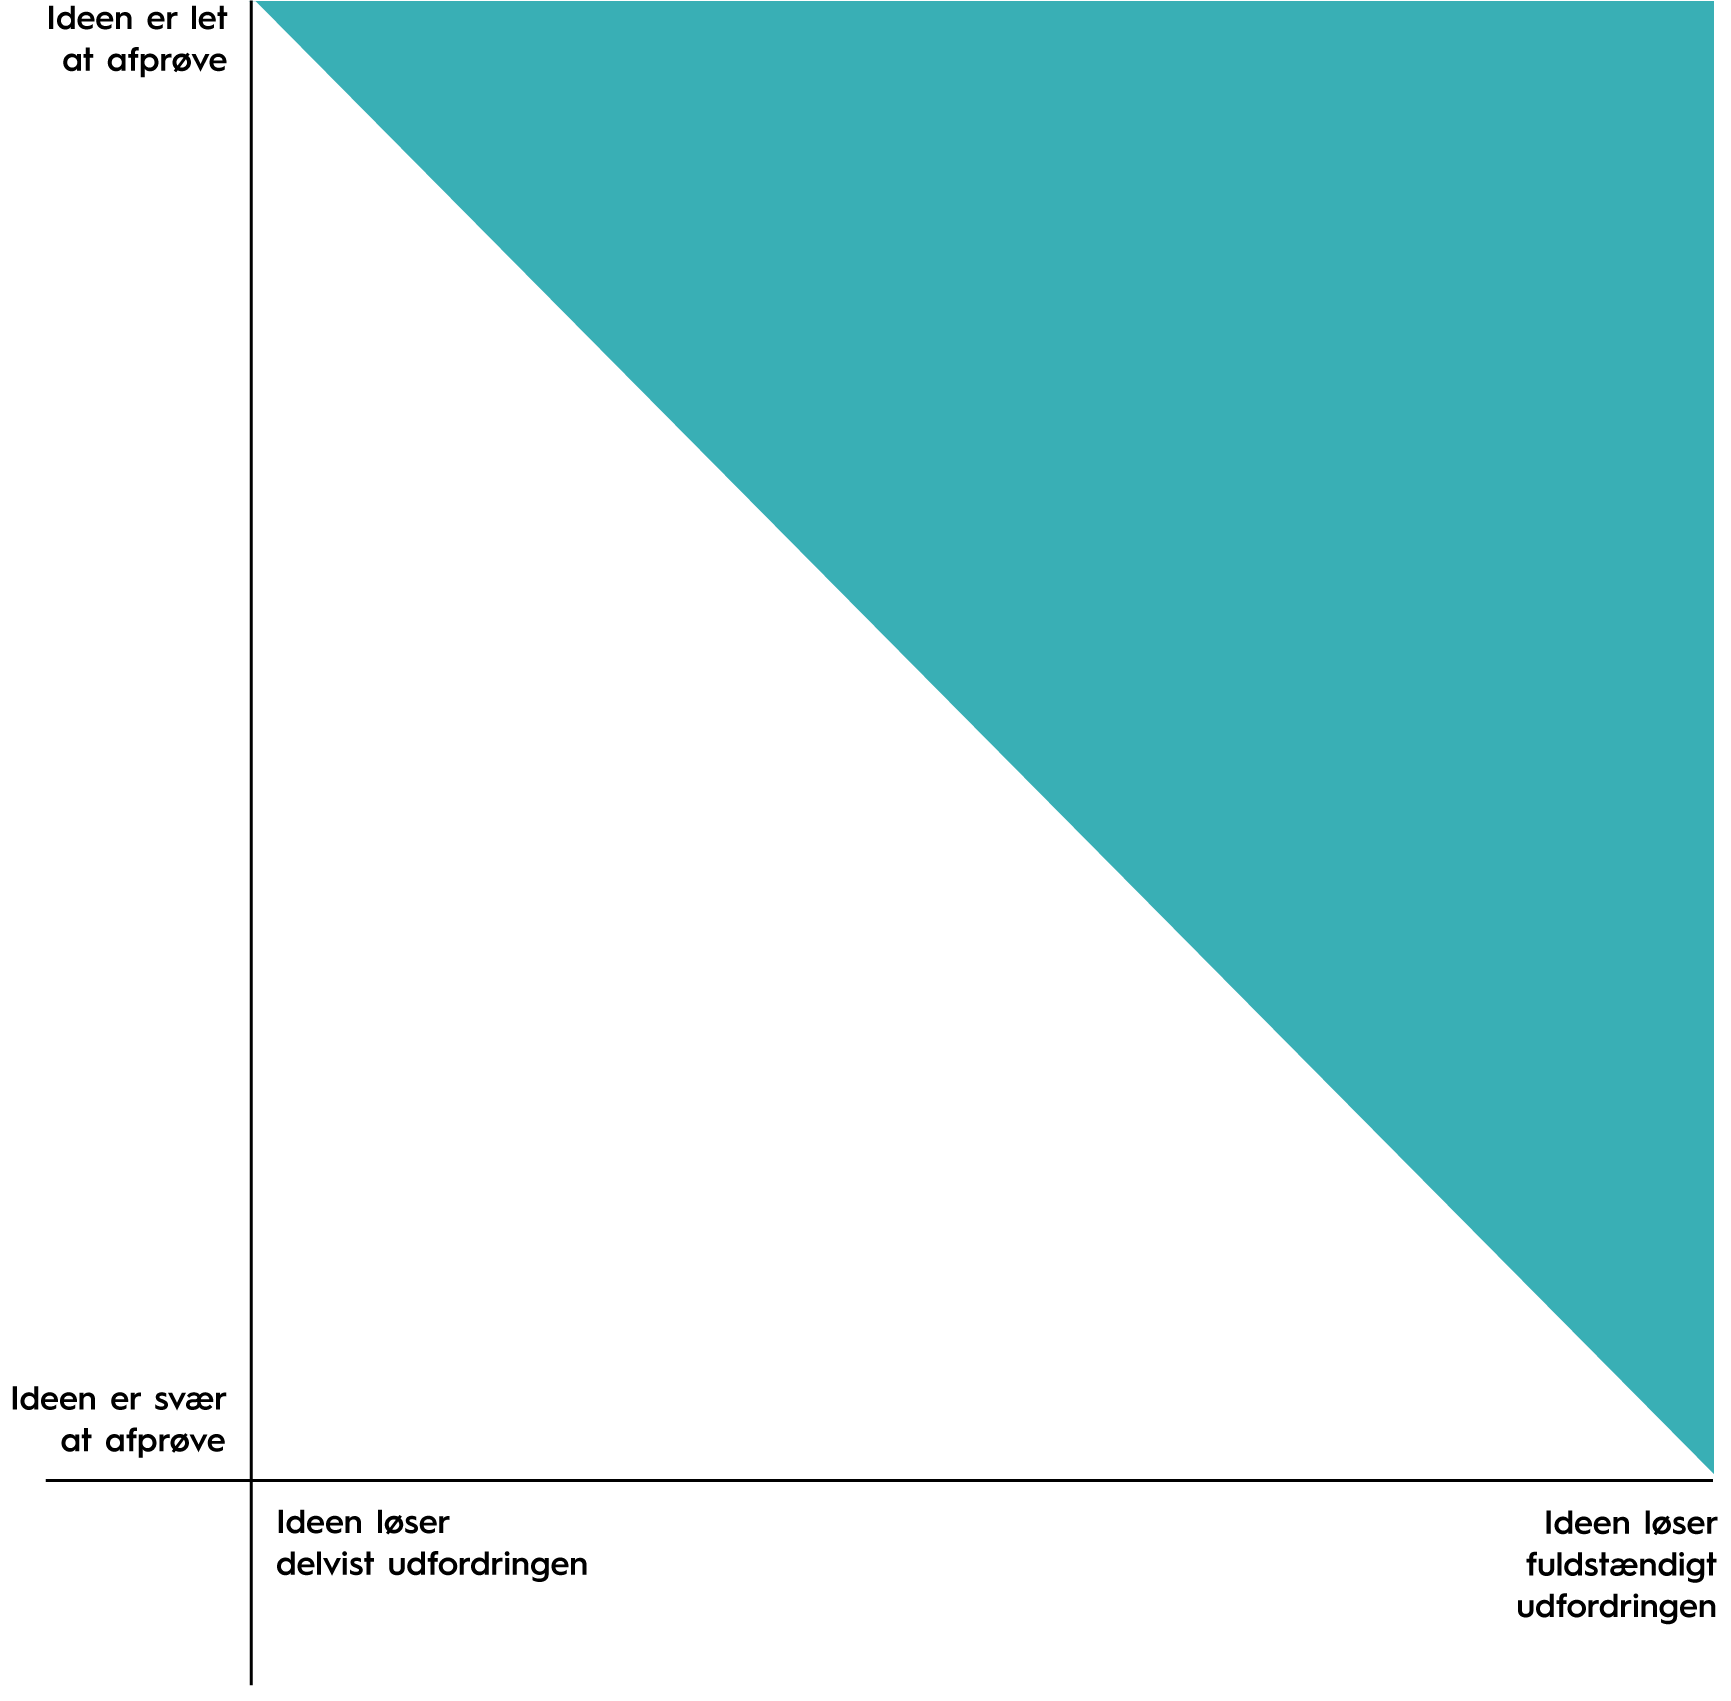 Ideen er let
at afprøve
Ideen er svær
at afprøve
Ideen løser
delvist udfordringen
Ideen løser
fuldstændigt
udfordringen